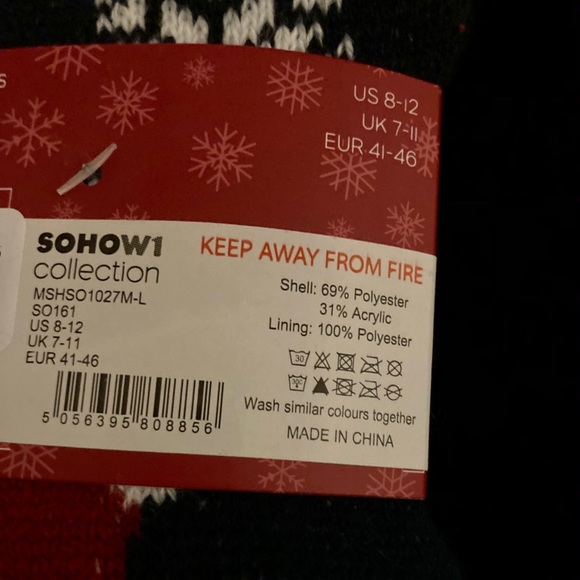 US 8-12
UK 7-11
EUR 41-46
SOHOW1
collection
MSHSO1027M-L
SO161
US 8-12
UK 7-11
EUR 41-46
5 056395 808856
KEEP AWAY FROM FIRE
Shell: 69% Polyester
31% Acrylic
Lining: 100% Polyester
30
Wash similar colours together
MADE IN CHINA